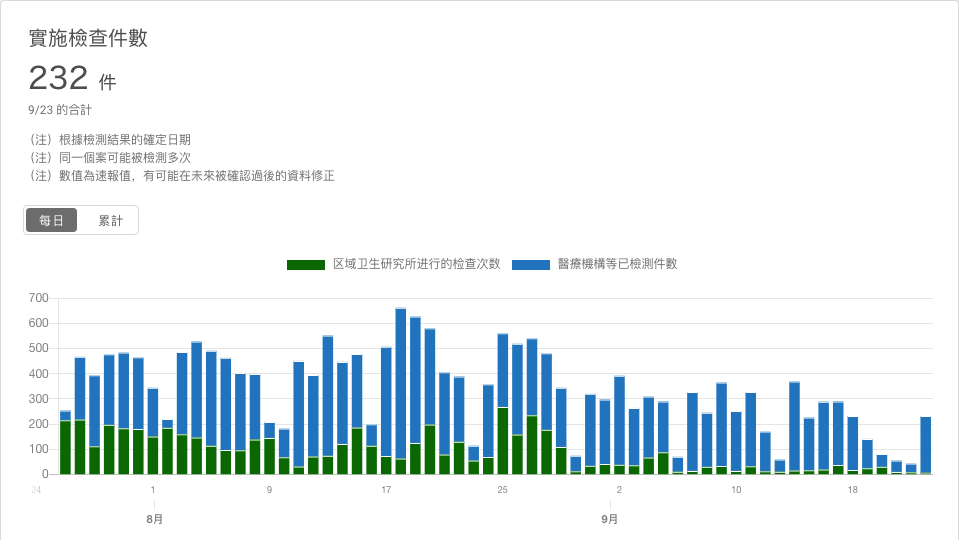 實施檢查件數
232 件
9/23 的合計
（注）根據檢測結果的確定日期
（注）同一個案可能被檢測多次
（注）數值為速報值，有可能在未來被確認過後的資料修正
每日 累計
区域卫生研究所进行的检查次数 醫療機構等已檢測件數
700
600
500
400
300
200
100
0
24 1 9 17 25 2 10 18
8月 9月